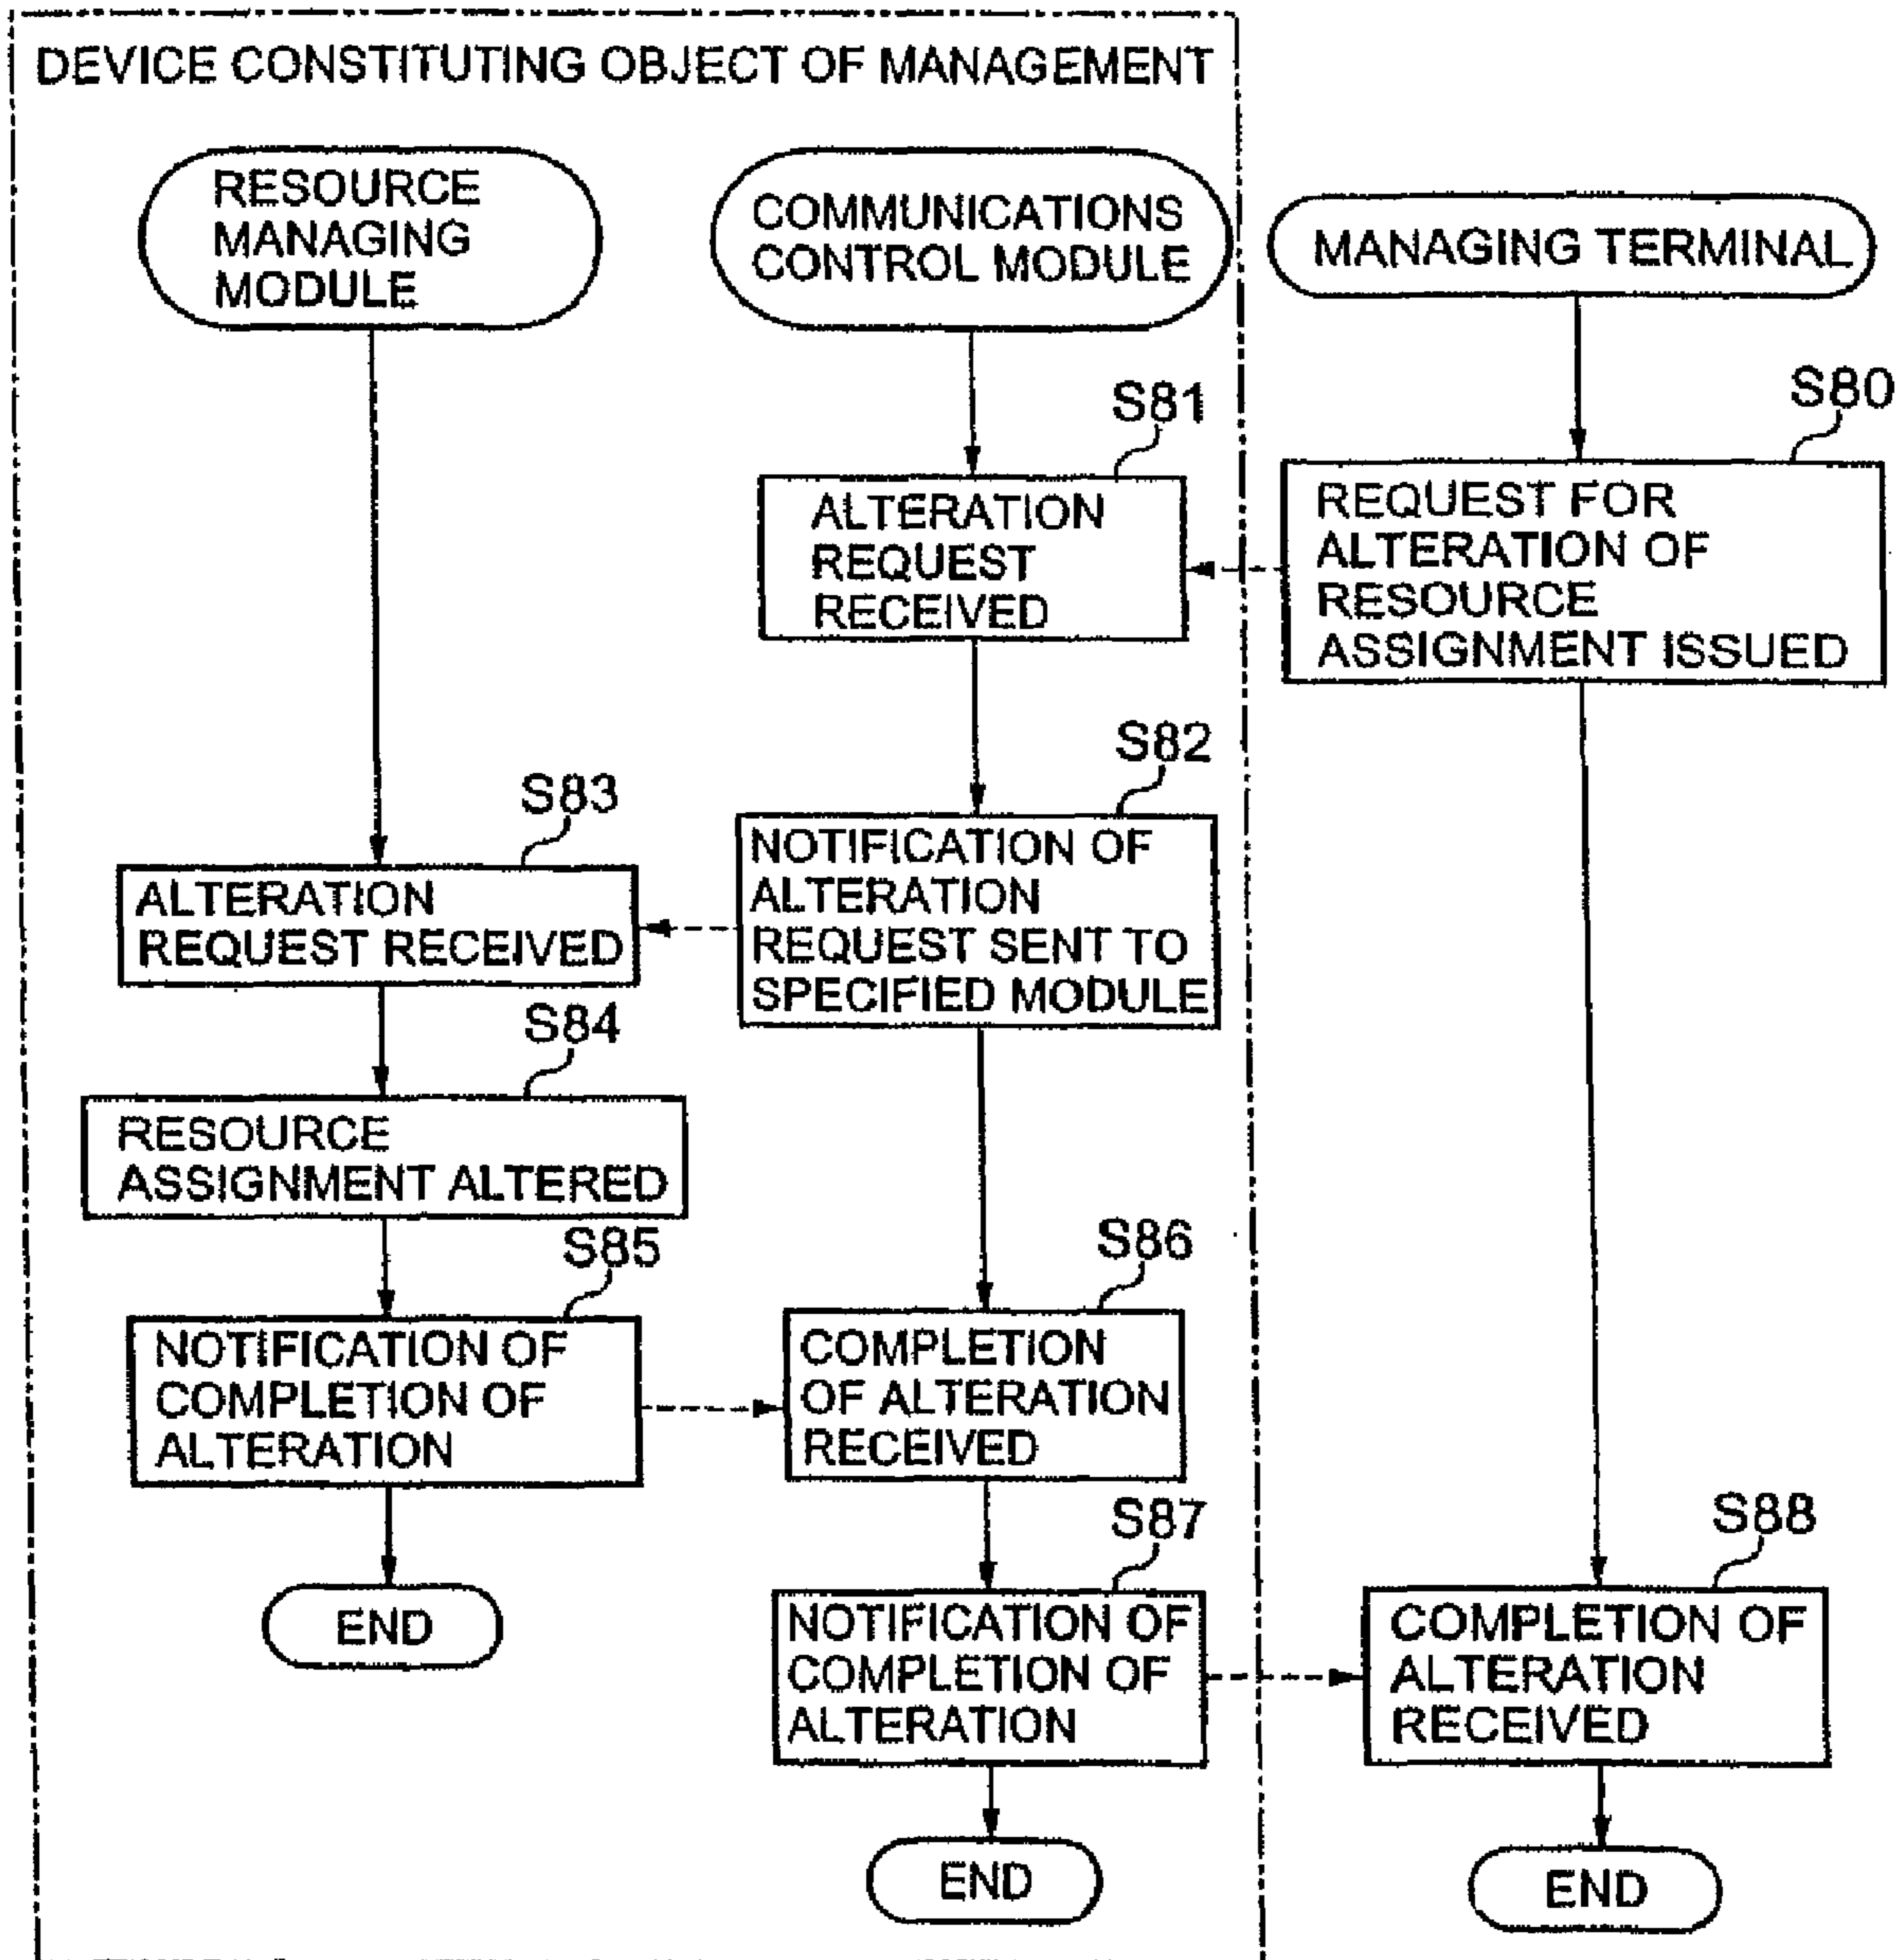 DEVICE CONSTITUTING OBJECT OF MANAGEMENT
RESOURCE
MANAGING
MODULE
COMMUNICATIONS
CONTROL MODULE
MANAGING TERMINAL
S80
REQUEST FOR
ALTERATION OF
RESOURCE
ASSIGNMENT ISSUED
S81
ALTERATION
REQUEST
RECEIVED
S82
NOTIFICATION OF
ALTERATION
REQUEST SENT TO
SPECIFIED MODULE
S83
ALTERATION
REQUEST RECEIVED
S84
RESOURCE
ASSIGNMENT ALTERED
S85
NOTIFICATION OF
COMPLETION OF
ALTERATION
END
S86
COMPLETION
OF ALTERATION
RECEIVED
S87
NOTIFICATION OF
COMPLETION OF
ALTERATION
END
S88
COMPLETION OF
ALTERATION
RECEIVED
END